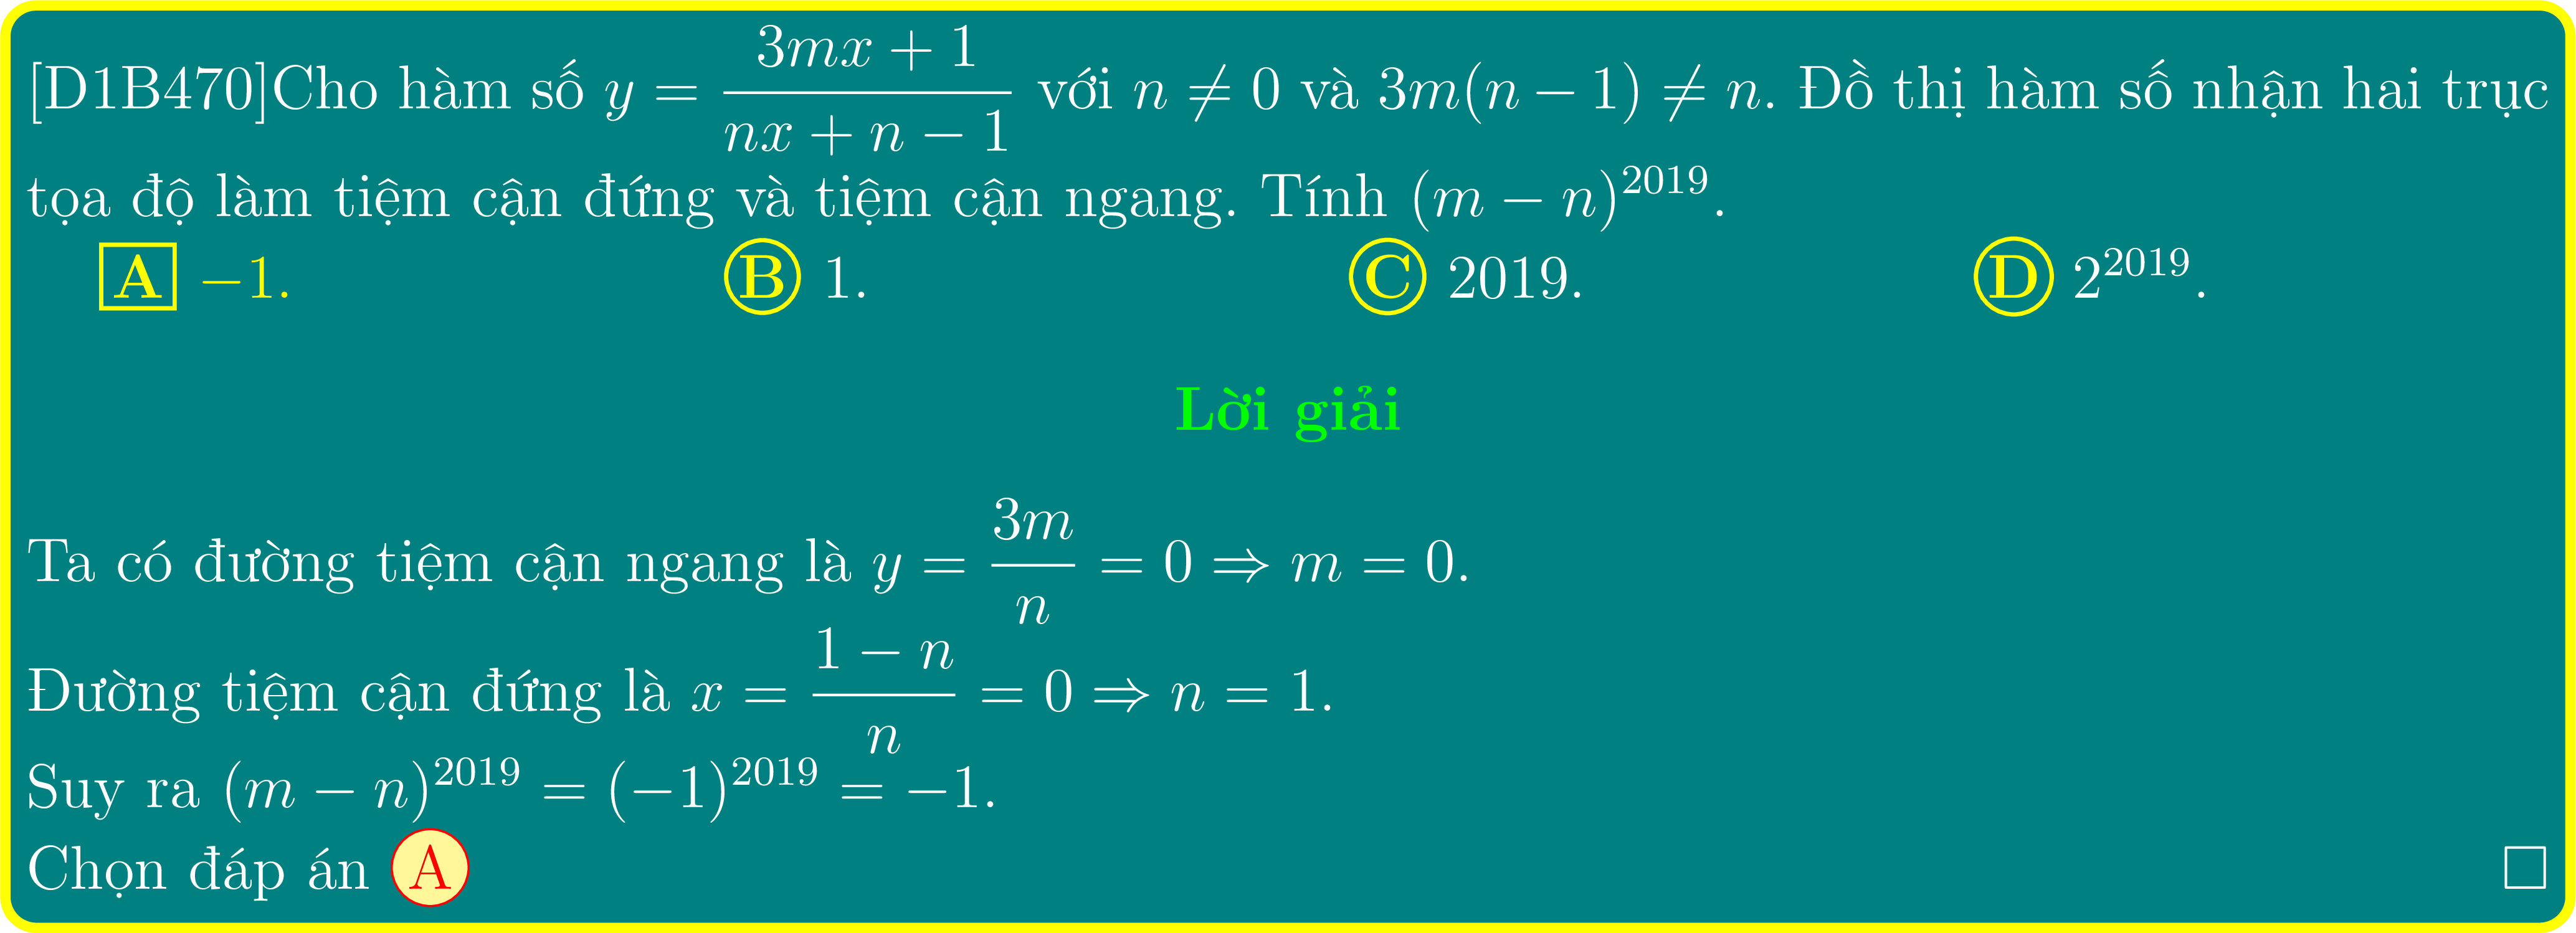 [D1B470]Cho hàm số $y = \dfrac{3mx + 1}{nx + n - 1}$ với $n \neq 0$ và $3m(n - 1) \neq n$. Đồ thị hàm số nhận hai trục
tọa độ làm tiệm cận đứng và tiệm cận ngang. Tính $(m - n)^{2019}$.
A $-1$. B $1$. C $2019$. D $2^{2019}$.
Lời giải
Ta có đường tiệm cận ngang là $y = \dfrac{3m}{n} = 0 \Rightarrow m = 0$.
Đường tiệm cận đứng là $x = \dfrac{1 - n}{n} = 0 \Rightarrow n = 1$.
Suy ra $(m - n)^{2019} = (-1)^{2019} = -1$.
Chọn đáp án A □